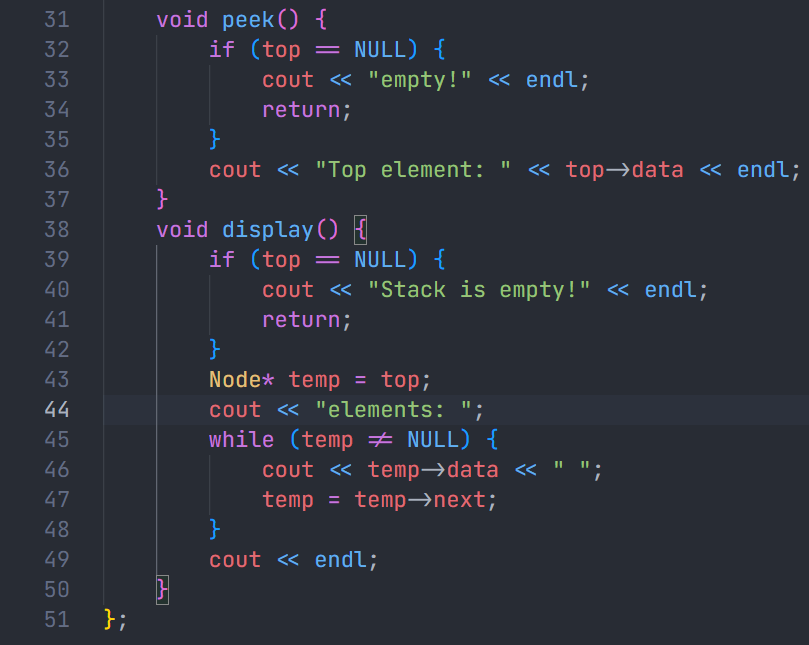 31    void peek() {
32        if (top == NULL) {
33            cout << "empty!" << endl;
34            return;
35        }
36        cout << "Top element: " << top->data << endl;
37    }
38    void display() {
39        if (top == NULL) {
40            cout << "Stack is empty!" << endl;
41            return;
42        }
43        Node* temp = top;
44        cout << "elements: ";
45        while (temp != NULL) {
46            cout << temp->data << " ";
47            temp = temp->next;
48        }
49        cout << endl;
50    }
51 };